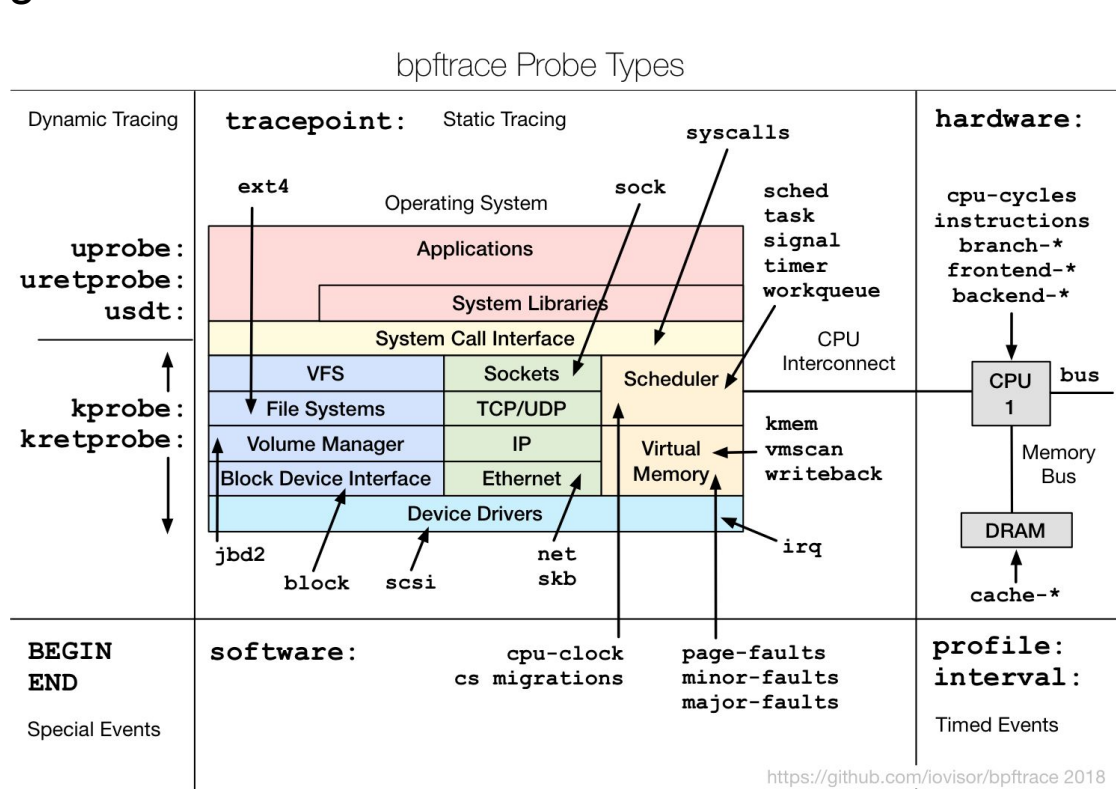 bpftrace Probe Types
Dynamic Tracing
tracepoint: Static Tracing
hardware:
syscalls
ext4
sock
sched
task
signal
timer
workqueue
Operating System
cpu-cycles
instructions
branch-*
frontend-*
backend-*
uprobe:
uretprobe:
usdt:
Applications
System Libraries
System Call Interface
VFS
Sockets
Scheduler
File Systems
TCP/UDP
Volume Manager
IP
Virtual
Memory
Block Device Interface
Ethernet
Device Drivers
CPU
Interconnect
CPU
1
bus
kprobe:
kretprobe:
kmem
vmscan
writeback
Memory
Bus
DRAM
cache-*
jbd2
block
scsi
net
skb
irq
BEGIN
END
Special Events
software:
cpu-clock
cs migrations
page-faults
minor-faults
major-faults
profile:
interval:
Timed Events
https://github.com/iovisor/bpftrace 2018